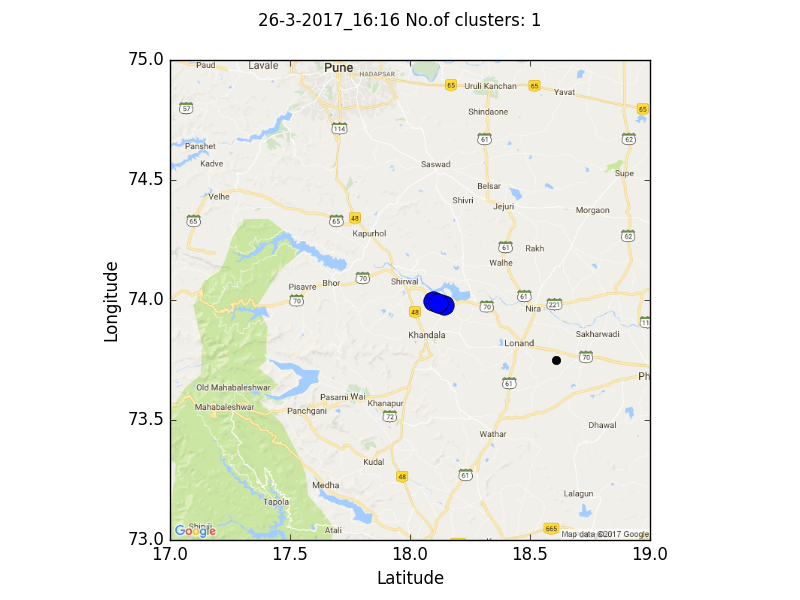 26-3-2017_16:16 No.of clusters: 1
75.0
74.5
74.0
73.5
73.0
17.0
17.5
18.0
18.5
19.0
Longitude
Latitude
Paud
Lavale
Pune
HADAPSAR
65
Uruli Kanchan
65
Yavat
57
65
Shindaone
114
61
62
Panshet
Kadve
Saswad
Supe
Velhe
Belsar
Shivri
Jejuri
Morgaon
65
65
48
Kapurhol
62
61
Rakh
Walhe
Bhor
70
Shirwal
Pisavre
70
61
221
70
Nira
48
Khandala
Lonand
Sakharwadi
70
Ph
Old Mahabaleshwar
61
Pasarni Wai
Mahabaleshwar
Panchgani
Khanapur
72
Dhawal
Wathar
Kudal
48
61
Medha
Lalagun
Tapola
Atali
665
Google
Map data ©2017 Google